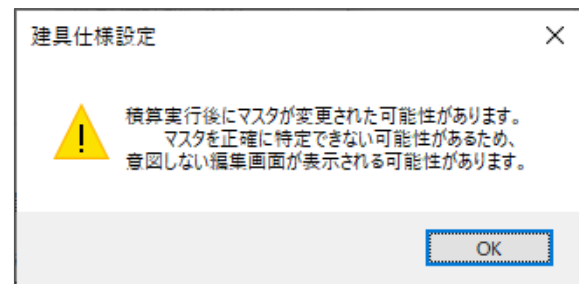 建具仕様設定
積算実行後にマスタが変更された可能性があります。
マスタを正確に特定できない可能性があるため、
意図しない編集画面が表示される可能性があります。
OK